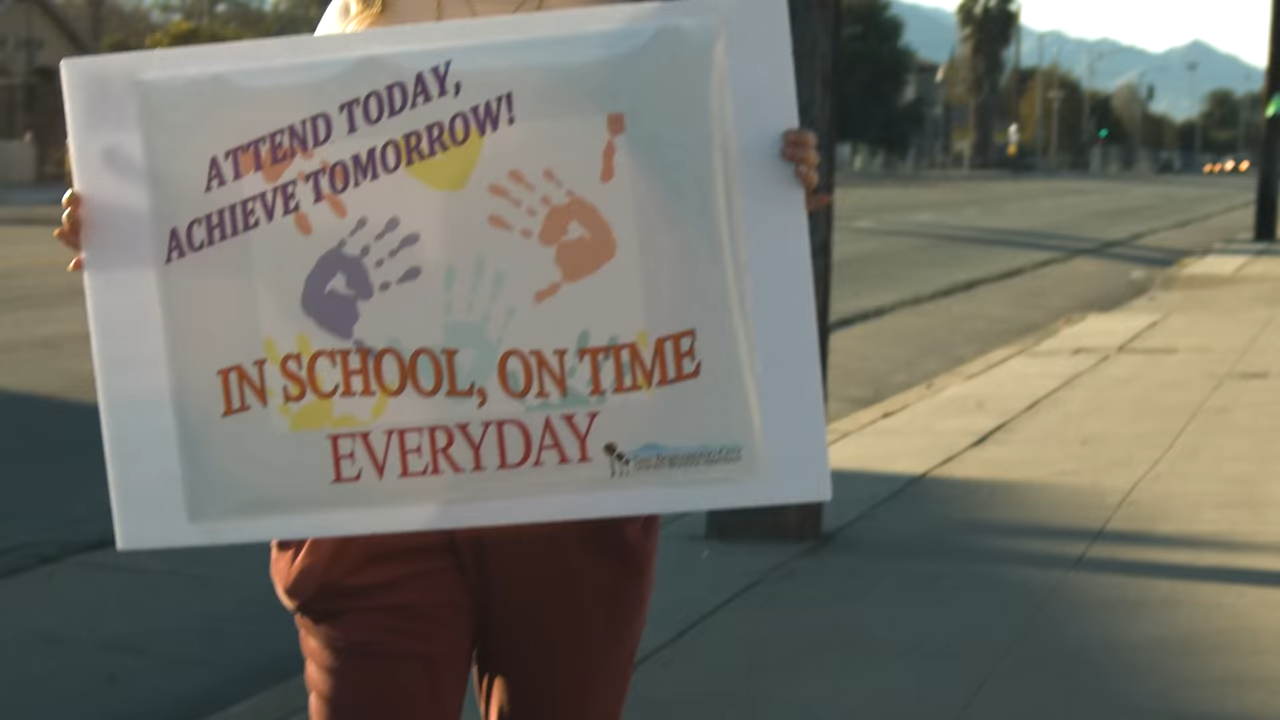 ATTEND TODAY,
ACHIEVE TOMORROW!
IN SCHOOL, ON TIME
EVERYDAY